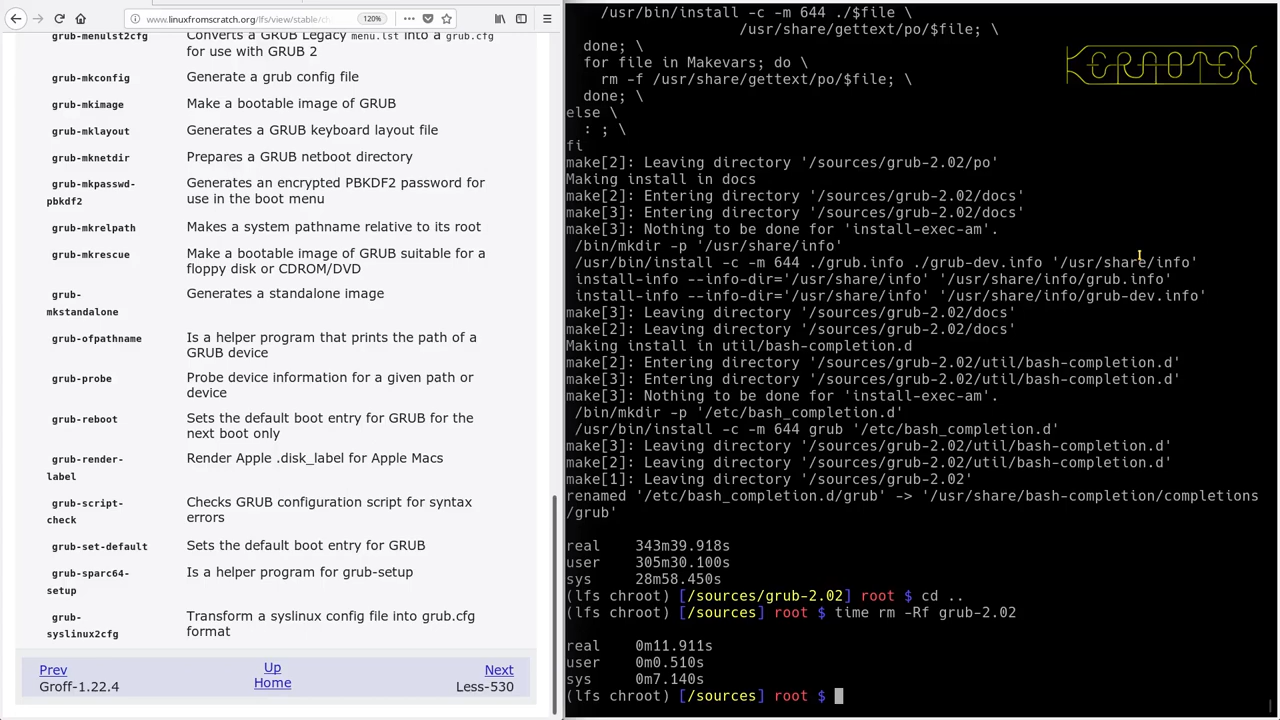 www.linuxfromscratch.org/lfs/view/stable/ch
120%
grub-menulst2cfg
Converts a GRUB Legacy menu.lst into a grub.cfg
for use with GRUB 2
grub-mkconfig
Generate a grub config file
grub-mkimage
Make a bootable image of GRUB
grub-mklayout
Generates a GRUB keyboard layout file
grub-mknetdir
Prepares a GRUB netboot directory
grub-mkpasswd-
pbkdf2
Generates an encrypted PBKDF2 password for
use in the boot menu
grub-mkrelpath
Makes a system pathname relative to its root
grub-mkrescue
Make a bootable image of GRUB suitable for a
floppy disk or CDROM/DVD
grub-
mkstandalone
Generates a standalone image
grub-ofpathname
Is a helper program that prints the path of a
GRUB device
grub-probe
Probe device information for a given path or
device
grub-reboot
Sets the default boot entry for GRUB for the
next boot only
grub-render-
label
Render Apple .disk_label for Apple Macs
grub-script-
check
Checks GRUB configuration script for syntax
errors
grub-set-default
Sets the default boot entry for GRUB
grub-sparc64-
setup
Is a helper program for grub-setup
grub-
syslinux2cfg
Transform a syslinux config file into grub.cfg
format
Prev
Up
Next
Groff-1.22.4
Home
Less-530
/usr/bin/install -c -m 644 ./$file \
/usr/share/gettext/po/$file; \
done; \
for file in Makevars; do \
rm -f /usr/share/gettext/po/$file; \
done; \
else \
: ; \
fi
make[2]: Leaving directory '/sources/grub-2.02/po'
Making install in docs
make[2]: Entering directory '/sources/grub-2.02/docs'
make[3]: Entering directory '/sources/grub-2.02/docs'
make[3]: Nothing to be done for 'install-exec-am'.
/bin/mkdir -p '/usr/share/info'
/usr/bin/install -c -m 644 ./grub.info ./grub-dev.info '/usr/share/info'
install-info --info-dir='/usr/share/info' '/usr/share/info/grub.info'
install-info --info-dir='/usr/share/info' '/usr/share/info/grub-dev.info'
make[3]: Leaving directory '/sources/grub-2.02/docs'
make[2]: Leaving directory '/sources/grub-2.02/docs'
Making install in util/bash-completion.d
make[2]: Entering directory '/sources/grub-2.02/util/bash-completion.d'
make[3]: Entering directory '/sources/grub-2.02/util/bash-completion.d'
make[3]: Nothing to be done for 'install-exec-am'.
/bin/mkdir -p '/etc/bash_completion.d'
/usr/bin/install -c -m 644 grub '/etc/bash_completion.d'
make[3]: Leaving directory '/sources/grub-2.02/util/bash-completion.d'
make[2]: Leaving directory '/sources/grub-2.02/util/bash-completion.d'
make[1]: Leaving directory '/sources/grub-2.02'
renamed '/etc/bash_completion.d/grub' -> '/usr/share/bash-completion/completions
/grub'
real 343m39.918s
user 305m30.100s
sys 28m58.450s
(lfs chroot) [/sources/grub-2.02] root $ cd ..
(lfs chroot) [/sources] root $ time rm -Rf grub-2.02
real 0m11.911s
user 0m0.510s
sys 0m7.140s
(lfs chroot) [/sources] root $
KERAOTEX